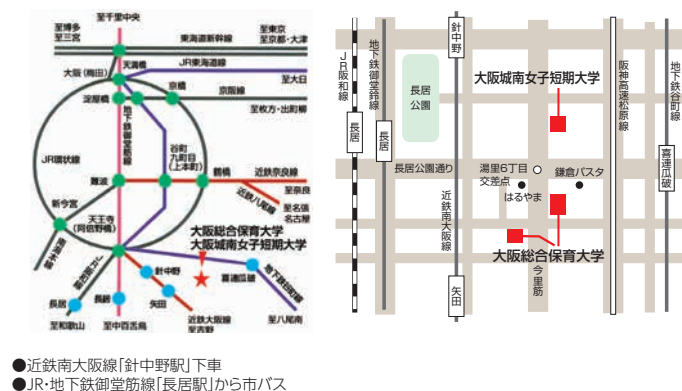 至千里中央
至博多
至三宮
東海道新幹線
至東京
至京都・大津
天満橋
JR東海道線
大阪(梅田)
京橋
至大日
淀屋橋
京阪線
至枚方・出町柳
地下鉄御堂筋線
JR環状線
谷町
九町目
(上本町)
鶴橋
近鉄奈良線
難波
至奈良
近鉄八尾線
至名張
名古屋
新今宮
天王寺
(阿倍野橋)
大阪総合保育大学
大阪城南女子短期大学
南海本線
JR阪和線
針中野
喜連瓜破
地下鉄谷町線
長居
長居
矢田
近鉄大阪線
至和歌山
至中百舌鳥
至吉野
至八尾南
JR阪和線
地下鉄御堂鈴線
針中野
長居
公園
大阪城南女子短期大学
阪神高速松原線
地下鉄谷町線
長居
長居
喜連瓜破
長居公園通り
湯里6丁目
交差点
鎌倉パスタ
はるやま
近鉄南大阪線
大阪総合保育大学
今里筋
矢田
●近鉄南大阪線「針中野駅」下車
●JR・地下鉄御堂筋線「長居駅」から市バス